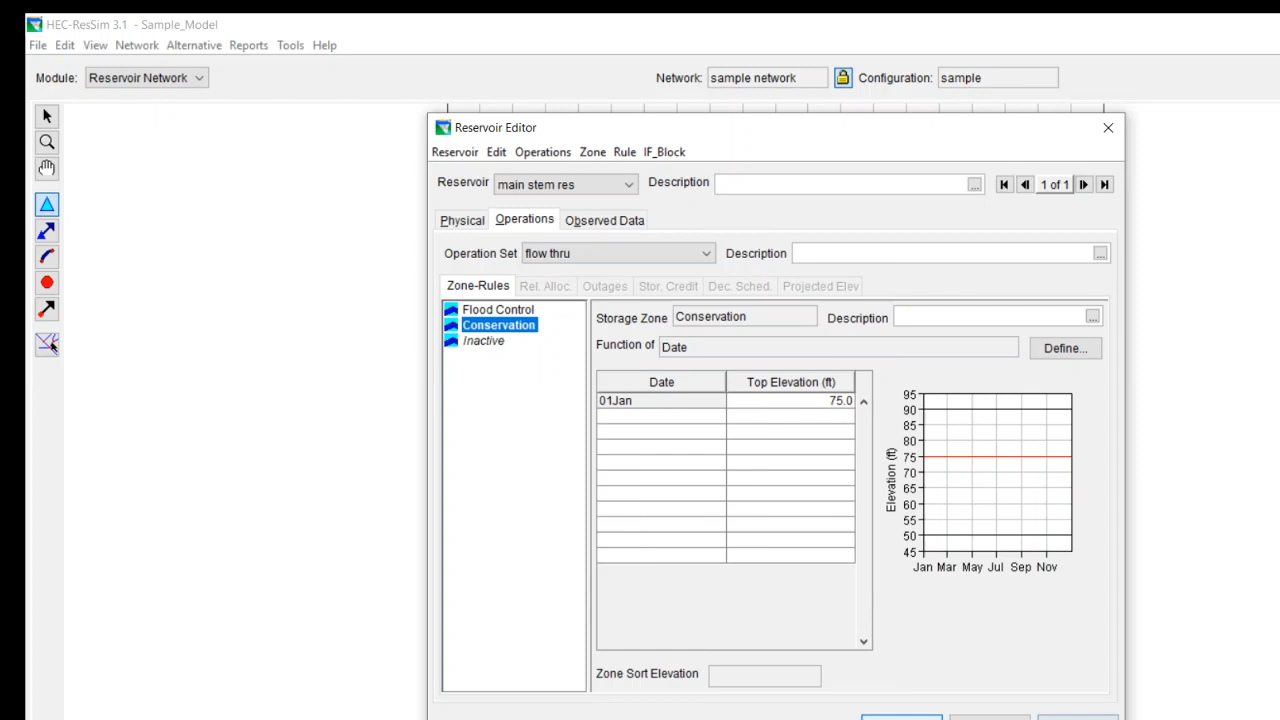 HEC-ResSim 3.1 - Sample_Model
File Edit View Network Alternative Reports Tools Help
Module: Reservoir Network Network: sample network Configuration: sample
Reservoir Editor
Reservoir Edit Operations Zone Rule IF_Block
Reservoir main stem res Description ... 1 of 1
Physical Operations Observed Data
Operation Set flow thru Description ...
Zone-Rules Rel. Alloc. Outages Stor. Credit Dec. Sched. Projected Elev
Flood Control
Conservation
Inactive
Storage Zone Conservation Description ...
Function of Date Define...
Date Top Elevation (ft)
01Jan 75.0
Elevation (ft)
95
90
85
80
75
70
65
60
55
50
45
Jan Mar May Jul Sep Nov
Zone Sort Elevation